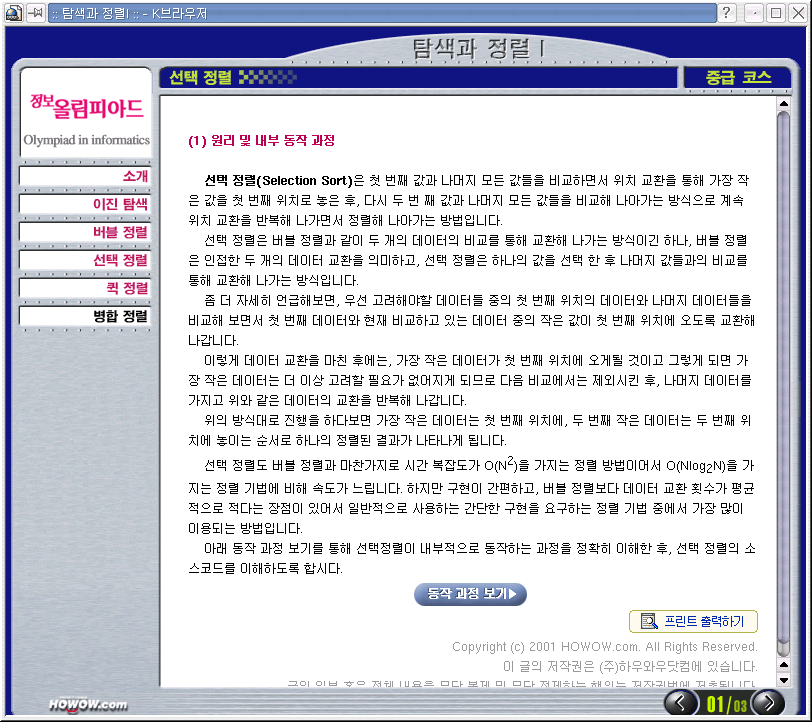 :: 탐색과 정렬I :: - K브라우저
탐색과 정렬 I
선택 정렬
중급 코스
정보올림피아드
Olympiad in informatics
소개
이진 탐색
버블 정렬
선택 정렬
퀵 정렬
병합 정렬
(1) 원리 및 내부 동작 과정
선택 정렬(Selection Sort)은 첫 번째 값과 나머지 모든 값들을 비교하면서 위치 교환을 통해 가장 작
은 값을 첫 번째 위치로 놓은 후, 다시 두 번 째 값과 나머지 모든 값들을 비교해 나아가는 방식으로 계속
위치 교환을 반복해 나가면서 정렬해 나아가는 방법입니다.
선택 정렬은 버블 정렬과 같이 두 개의 데이터의 비교를 통해 교환해 나가는 방식이긴 하나, 버블 정렬
은 인접한 두 개의 데이터 교환을 의미하고, 선택 정렬은 하나의 값을 선택 한 후 나머지 값들과의 비교를
통해 교환해 나가는 방식입니다.
좀 더 자세히 언급해보면, 우선 고려해야할 데이터들 중의 첫 번째 위치의 데이터와 나머지 데이터들을
비교해 보면서 첫 번째 데이터와 현재 비교하고 있는 데이터 중의 작은 값이 첫 번째 위치에 오도록 교환해
나갑니다.
이렇게 데이터 교환을 마친 후에는, 가장 작은 데이터가 첫 번째 위치에 오게될 것이고 그렇게 되면 가
장 작은 데이터는 더 이상 고려할 필요가 없어지게 되므로 다음 비교에서는 제외시킨 후, 나머지 데이터를
가지고 위와 같은 데이터의 교환을 반복해 나갑니다.
위의 방식대로 진행을 하다보면 가장 작은 데이터는 첫 번째 위치에, 두 번째 작은 데이터는 두 번째 위
치에 놓이는 순서로 하나의 정렬된 결과가 나타나게 됩니다.
선택 정렬도 버블 정렬과 마찬가지로 시간 복잡도가 O(N²)을 가지는 정렬 방법이어서 O(Nlog₂N)을 가
지는 정렬 기법에 비해 속도가 느립니다. 하지만 구현이 간편하고, 버블 정렬보다 데이터 교환 횟수가 평균
적으로 적다는 장점이 있어서 일반적으로 사용하는 간단한 구현을 요구하는 정렬 기법 중에서 가장 많이
이용되는 방법입니다.
아래 동작 과정 보기를 통해 선택정렬이 내부적으로 동작하는 과정을 정확히 이해한 후, 선택 정렬의 소
스코드를 이해하도록 합시다.
동작 과정 보기
프린트 출력하기
Copyright (c) 2001 HOWOW.com. All Rights Reserved.
이 글의 저작권은 (주)하우와우닷컴에 있습니다.
글의 일부 혹은 전체 내용을 무단 복제 및 무단 전제하는 행위는 저작권법에 저촉됩니다.
HOWOW.com
01/03